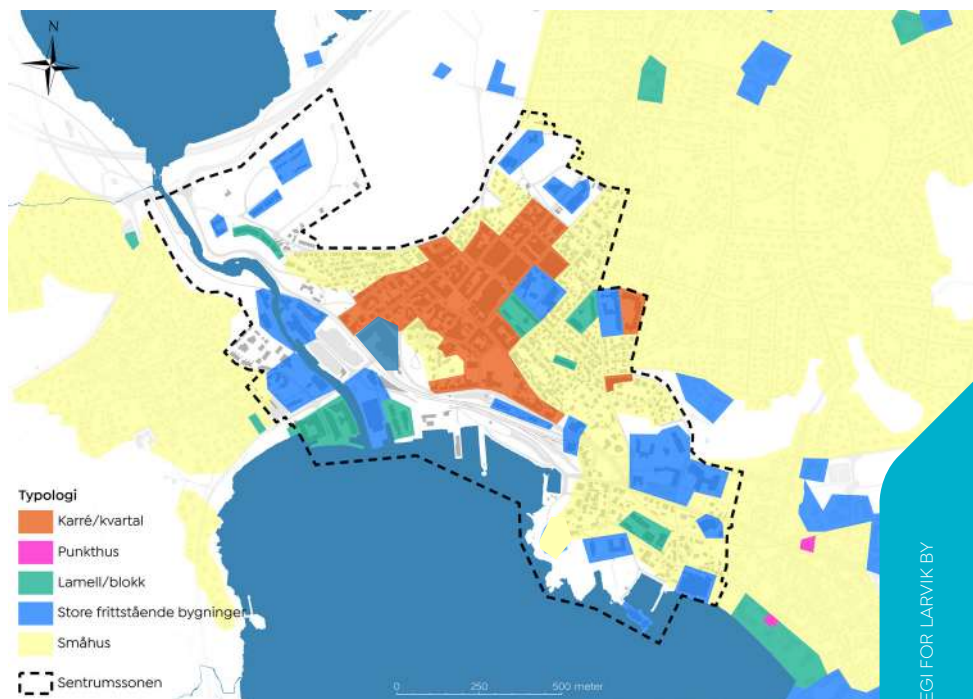 N
Typologi
Karré/kvartal
Punkthus
Lamell/blokk
Store frittstående bygninger
Småhus
Sentrumssonen
0 250 500 meter
EGI FOR LARVIK BY